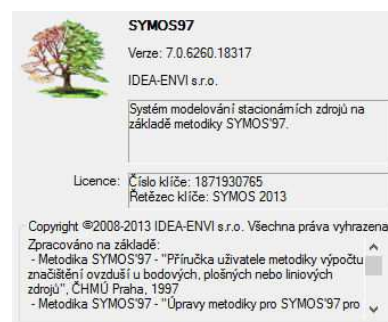 SYMOS97
Verze: 7.0.6260.18317
IDEA-ENVI s.r.o.
Systém modelování stacionárních zdrojů na
základě metodiky SYMOS'97.
Licence: Číslo klíče: 1871930765
Řetězec klíče: SYMOS 2013
Copyright ©2008-2013 IDEA-ENVI s.r.o. Všechna práva vyhrazena
Zpracováno na základě:
- Metodika SYMOS'97 - "Příručka uživatele metodiky výpočtu
značištění ovzduší u bodových, plošných nebo liniových
zdrojů", ČHMÚ Praha, 1997
- Metodika SYMOS'97 - "Úpravy metodiky pro SYMOS'97 pro